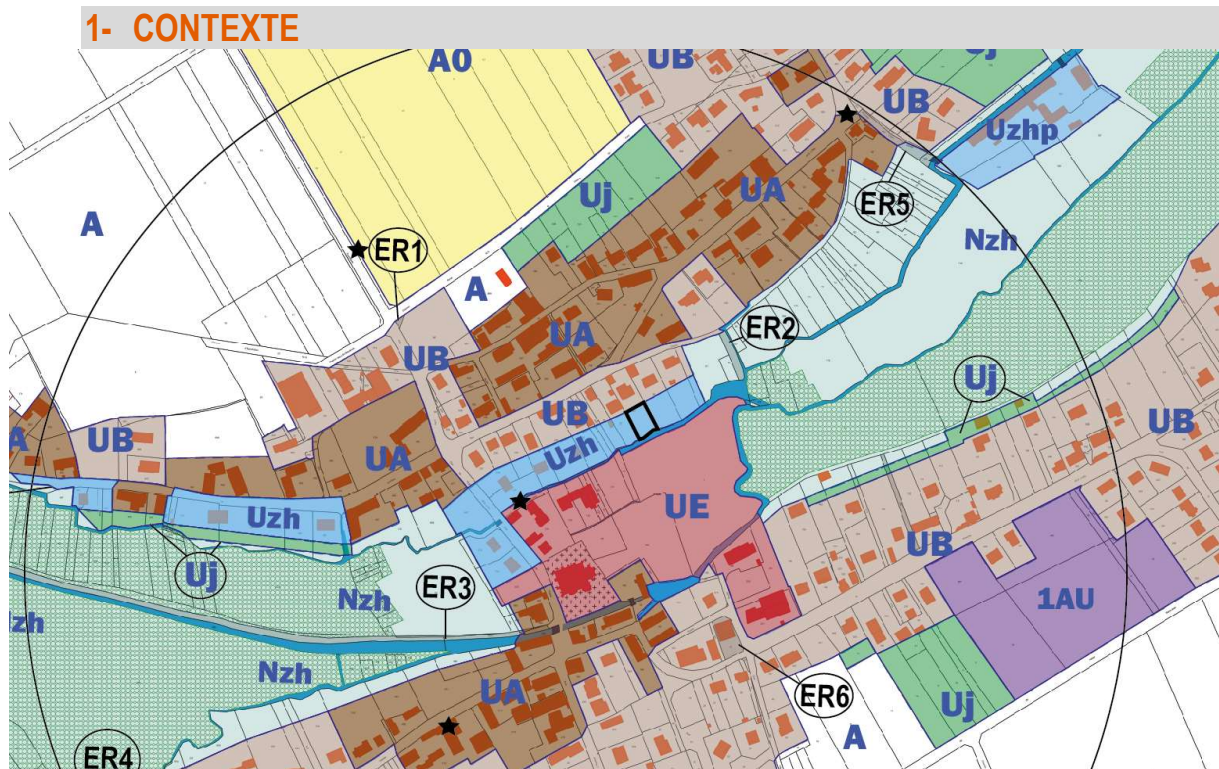 1- CONTEXTE
A0
UB
Uj
UB
Uzhp
A
Uj
UA
ER5
Nzh
ER1
A
ER2
UA
UB
Uj
UB
UB
A
UB
Uzh
UA
UE
Uzh
UB
Uj
Nzh
ER3
1AU
zh
Nzh
UA
ER6
Uj
A
ER4